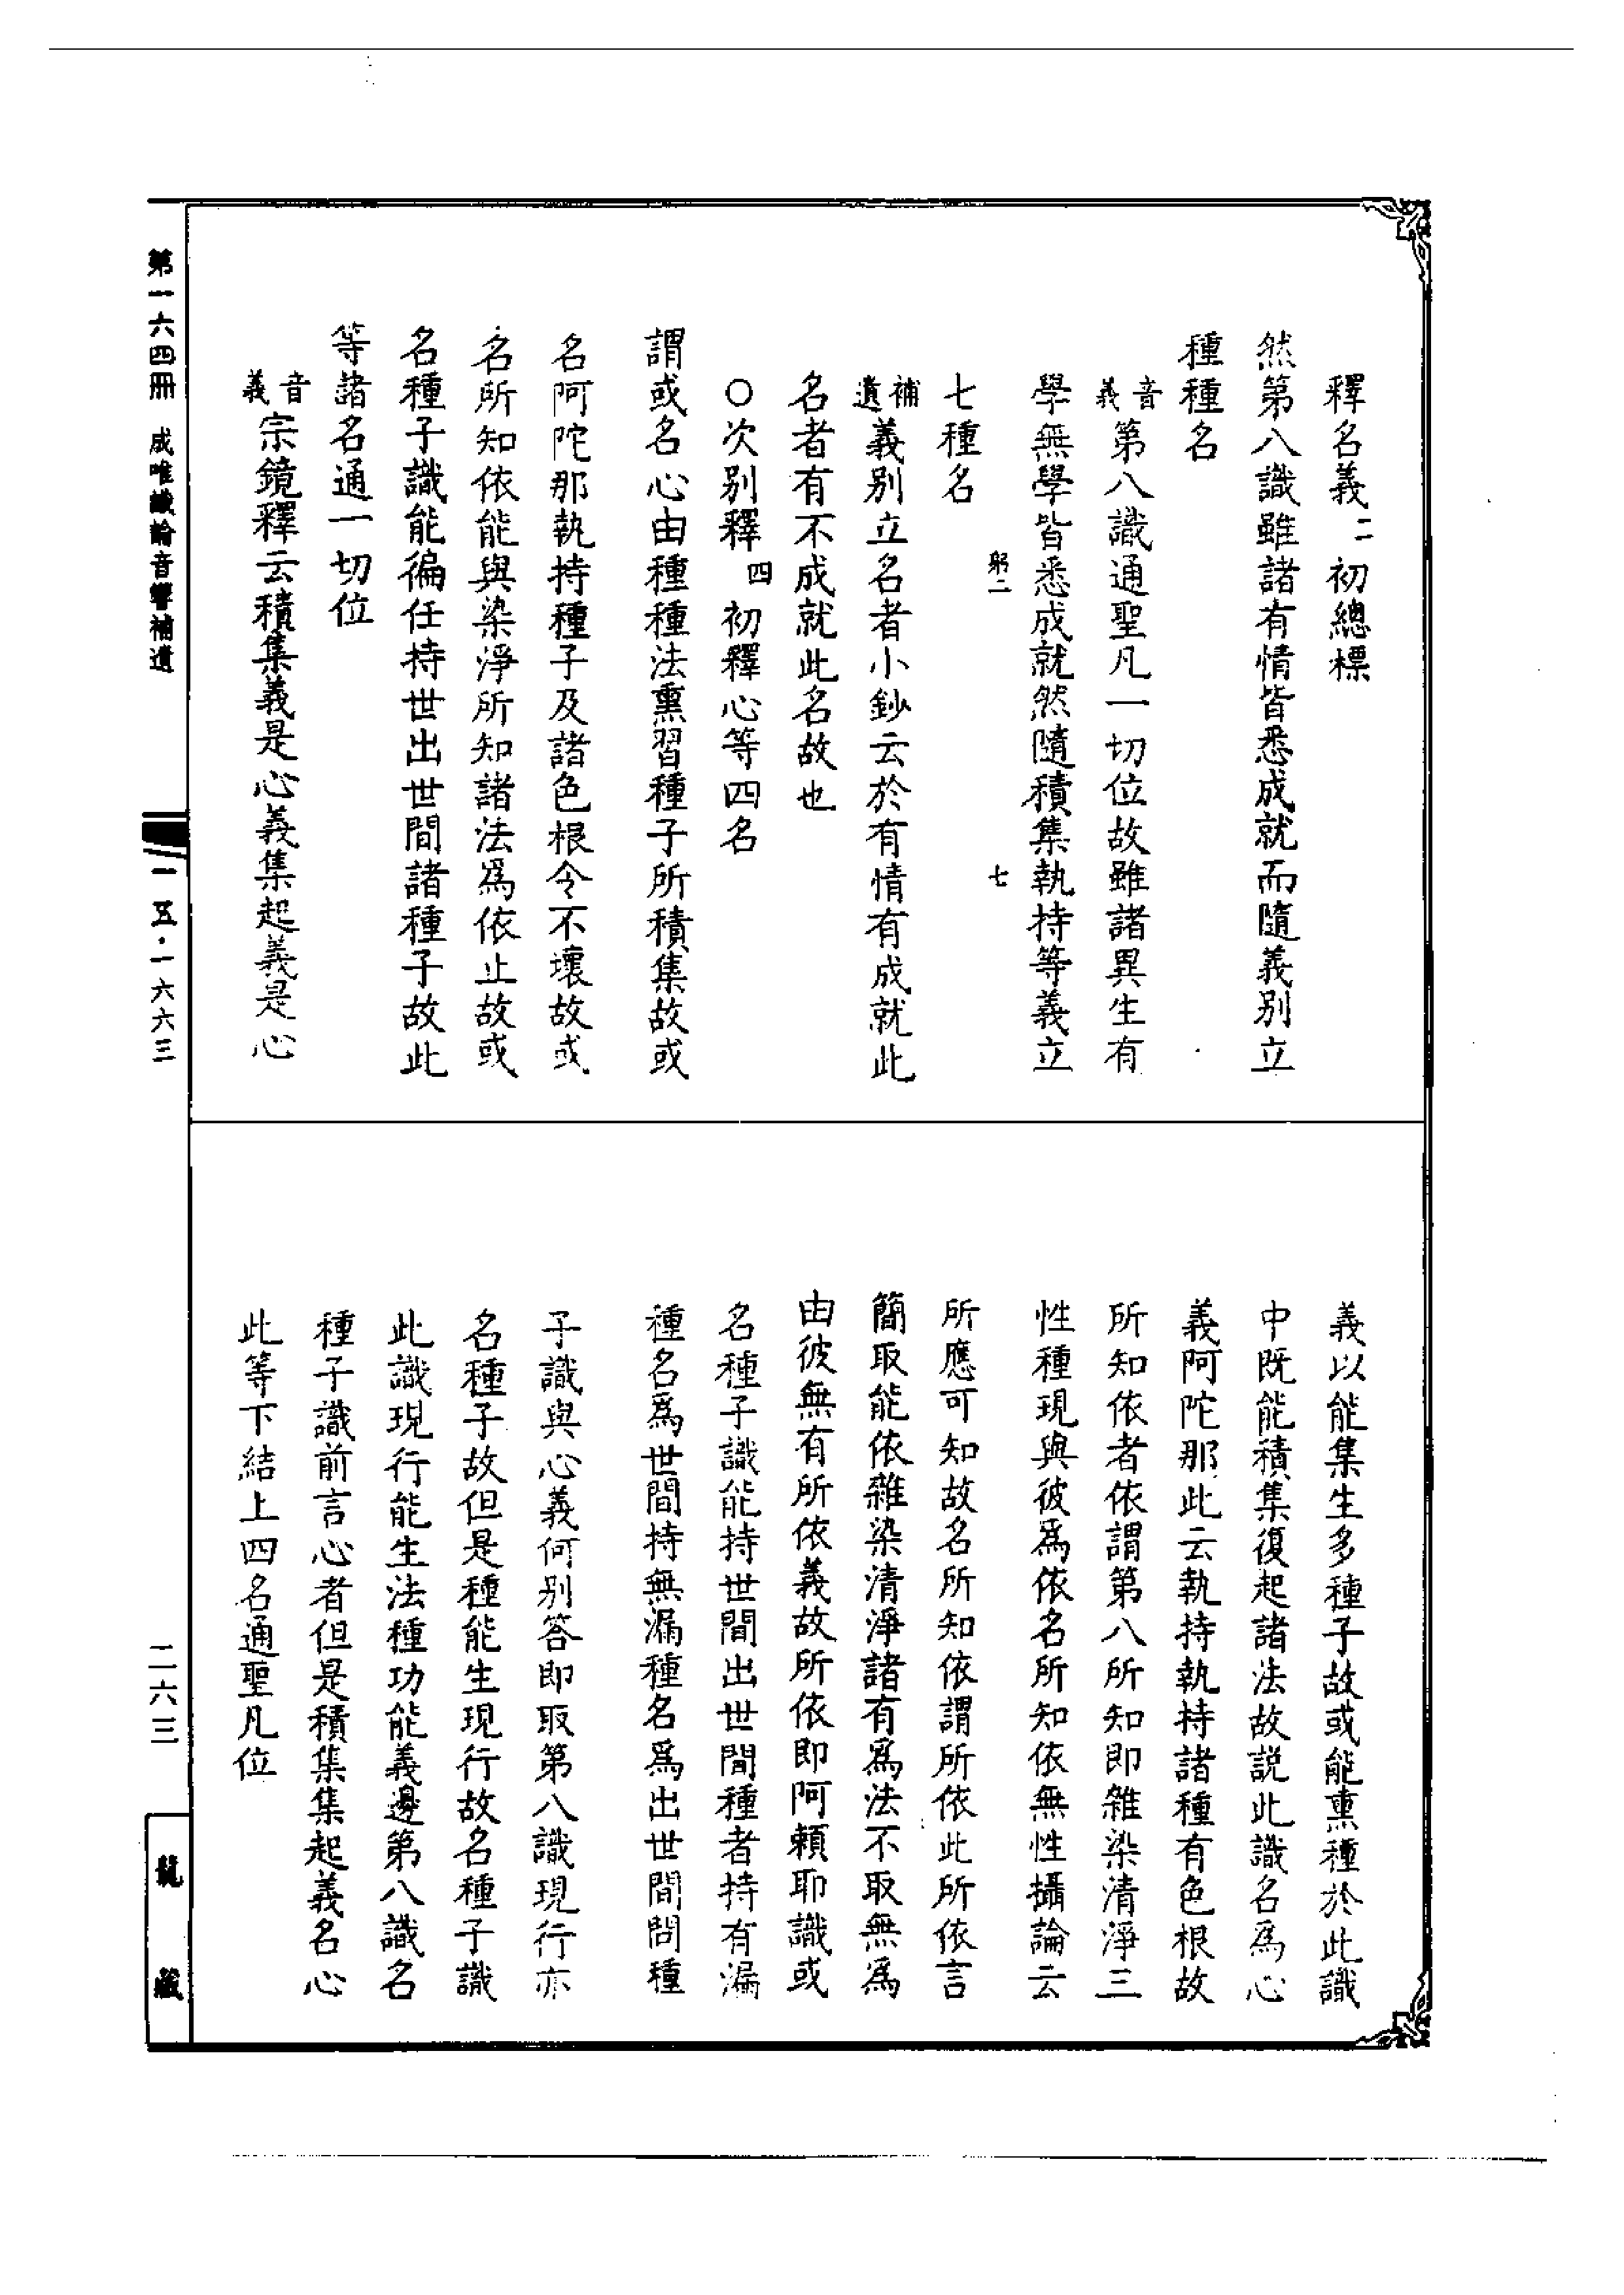 釋名義二初總標
然第八識雖諸有情皆悉成就而隨義別立
種種名
音義第八識通聖凡一切位故雖諸異生有
學無學皆悉成就然隨積集執持等義立
躬二 七
七種名
補遺義別立名者小鈔云於有情有成就此
名者有不成就此名故也
○次別釋四初釋心等四名
謂或名心由種種法熏習種子所積集故或
名阿陀那執持種子及諸色根令不壞故或
名所知依能與染淨所知諸法爲依止故或
名種子識能徧任持世出世間諸種子故此
等諸名通一切位
音義宗鏡釋云積集義是心義集起義是心
義以能集生多種子故或能熏種於此識
中既能積集復起諸法故説此識名為心
義阿陀那此云執持執持諸種有色根故
所知依者依謂第八所知即雜染清淨三
性種現與彼爲依名所知依無性攝論云
所應可知故名所知依謂所依此所依言
簡取能依雜染清淨諸有爲法不取無爲
由彼無有所依義故所依即阿賴耶識或
名種子識能持世間出世間種者持有漏
種名爲世間持無漏種名爲出世間問種
子識與心義何别答即取第八識現行亦
名種子故但是種能生現行故名種子識
此識現行能生法種功能義邊第八識名
種子識前言心者但是積集集起義名心
此等下結上四名通聖凡位
第一六四冊 成唯識論音響補遺
一一五·一六六三
二六三
龍藏